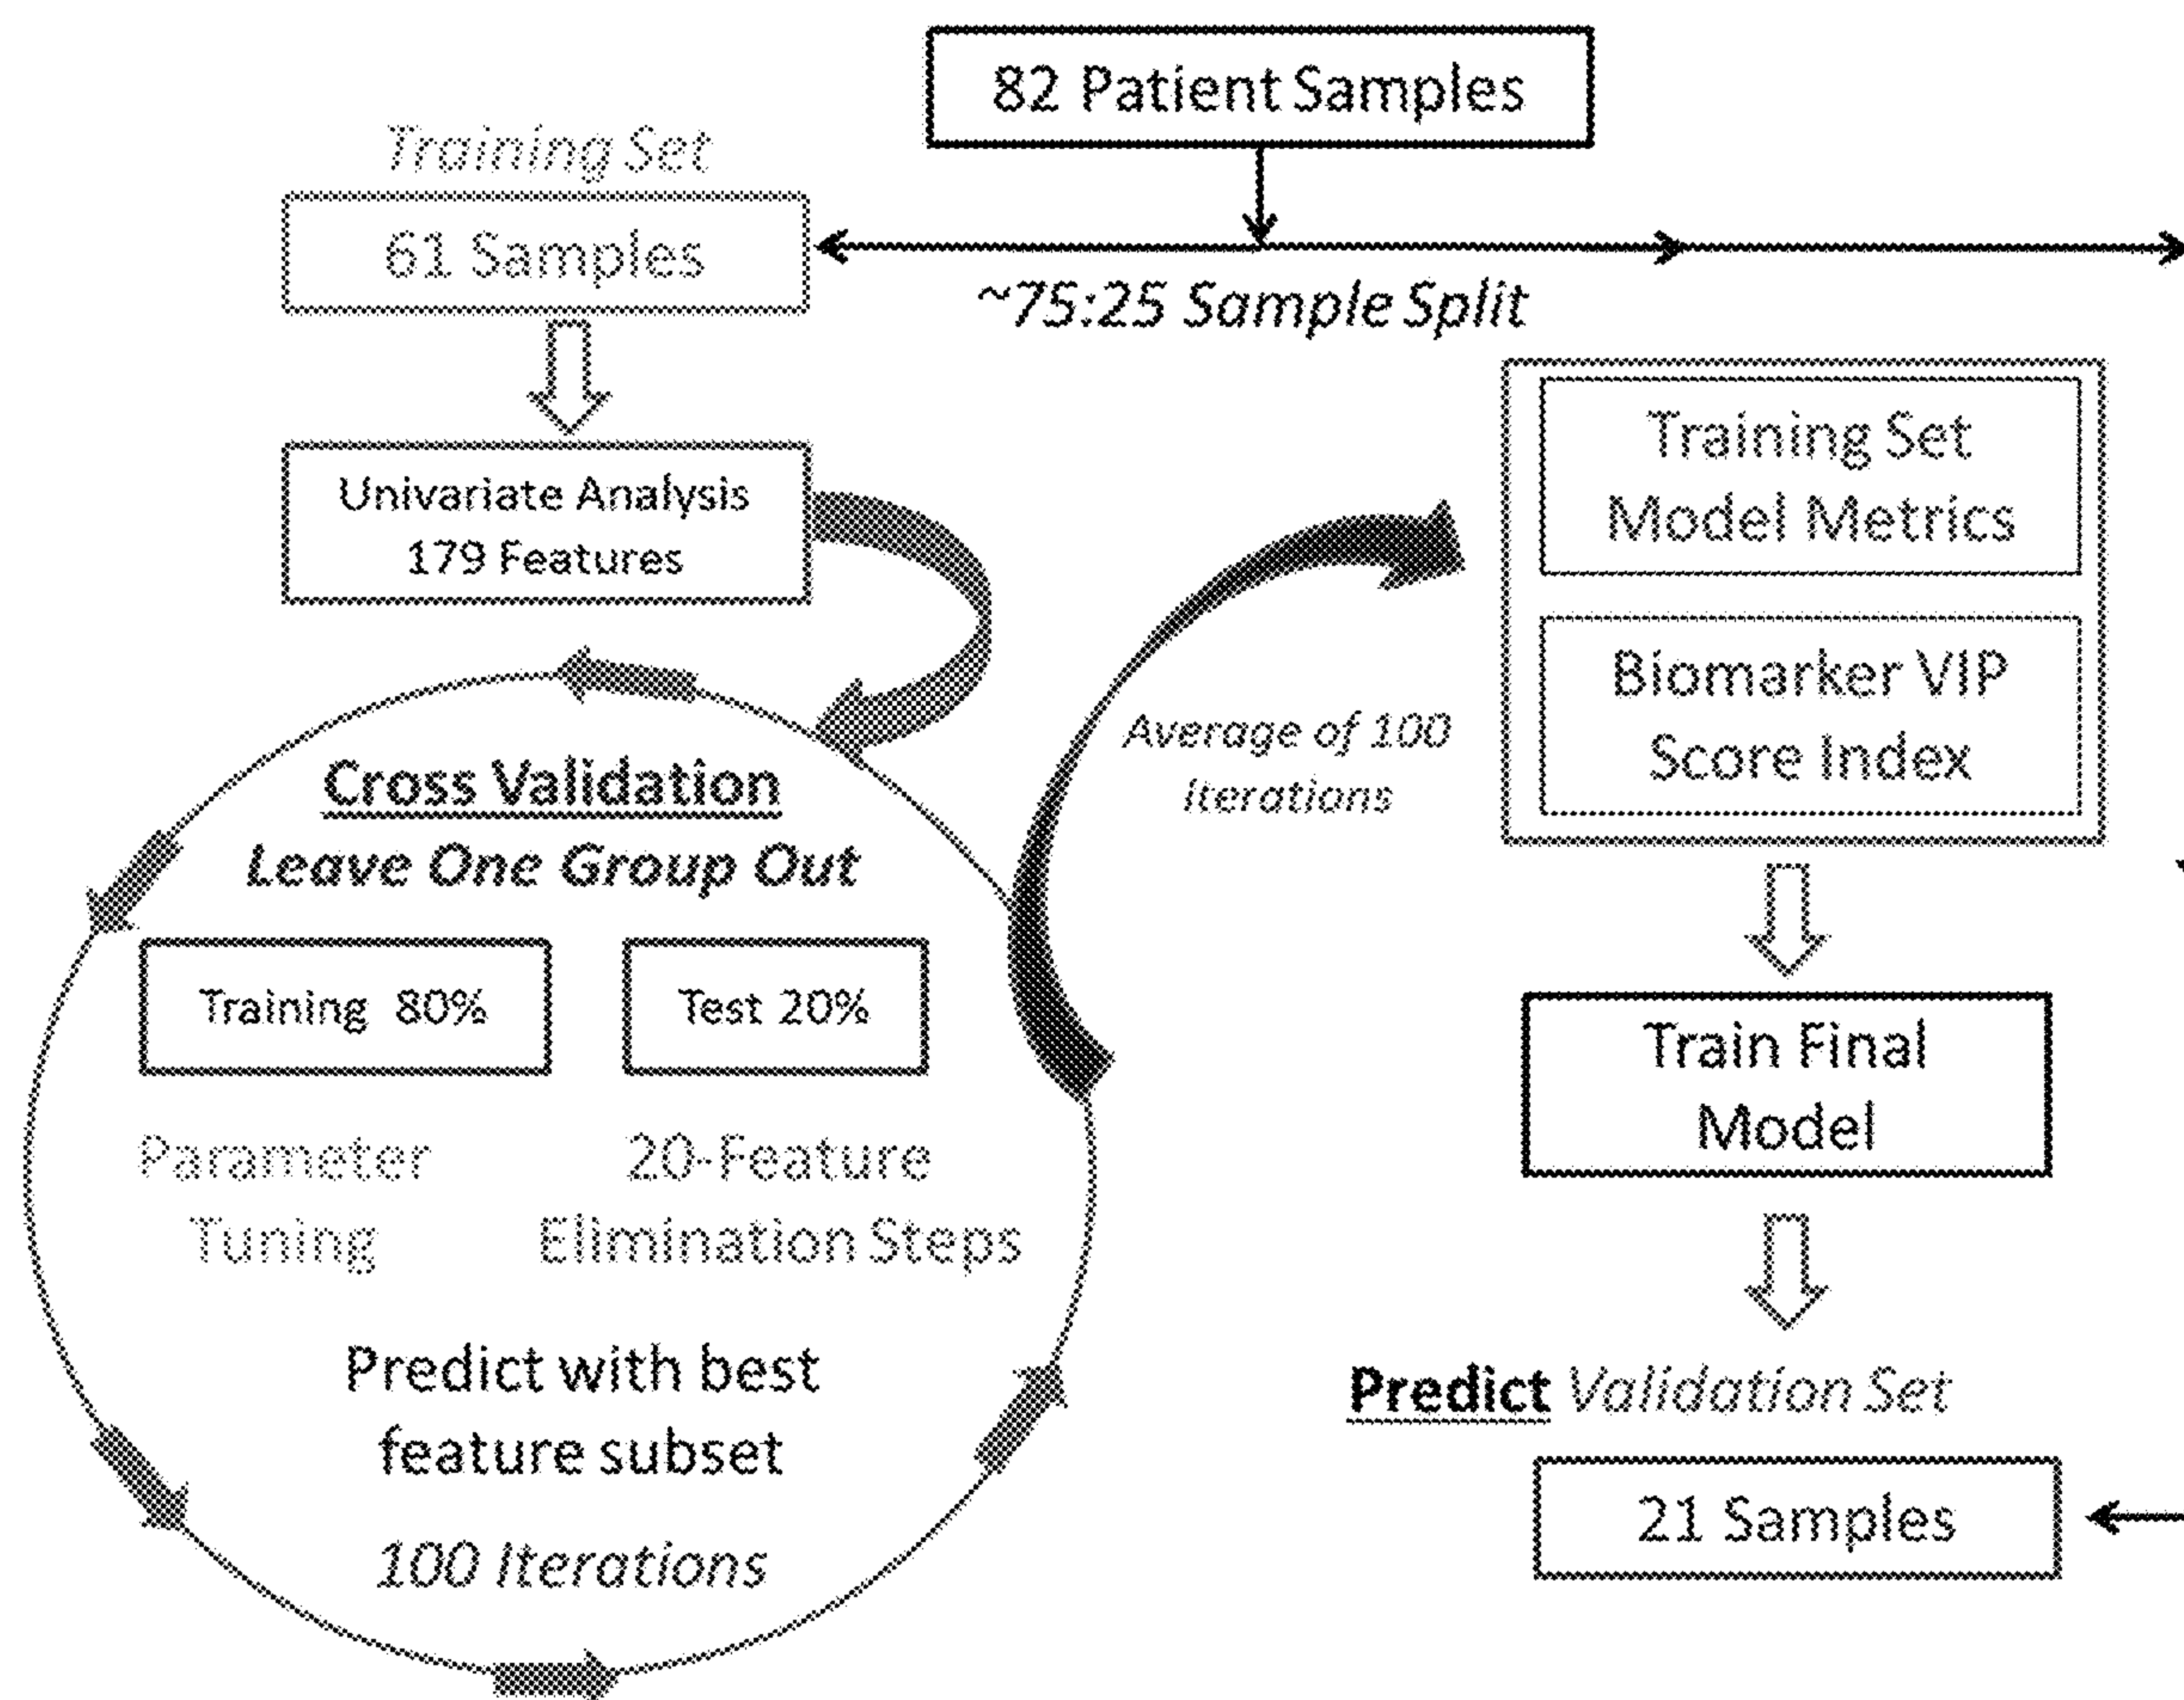 82 Patient Samples
Training Set
61 Samples
~75:25 Sample Split
Univariate Analysis
179 Features
Cross Validation
Leave One Group Out
Training 80%
Test 20%
Parameter
Tuning
20-Feature
Elimination Steps
Predict with best
feature subset
100 Iterations
Average of 100
Iterations
Training Set
Model Metrics
Biomarker VIP
Score Index
Train Final
Model
Predict Validation Set
21 Samples